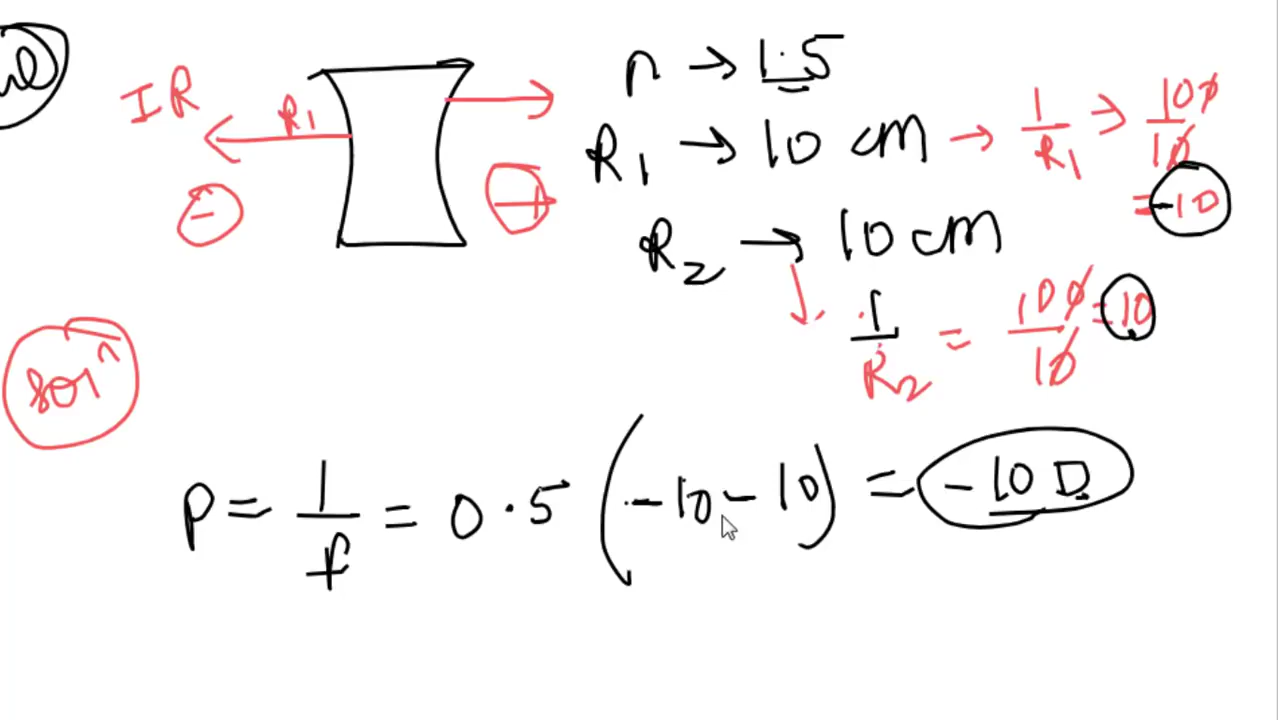 IR R₁
n → 1.5
R₁ → 10 cm → 1/R₁ → 100/10
= -10
-
+
R₂ → 10 cm
1/R₂ = 100/10 = 10
solⁿ
P = 1/f = 0.5 (-10 - 10) = -10 D